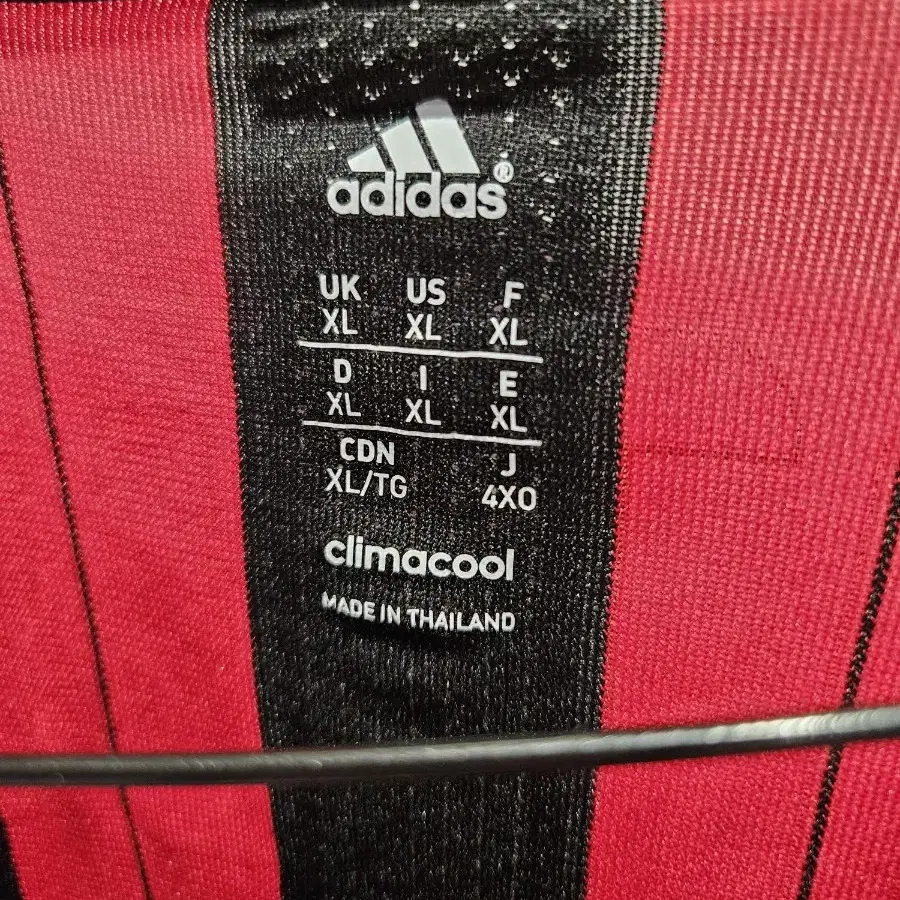 adidas®
UK US F
XL XL XL
D I E
XL XL XL
CDN J
XL/TG 4XO
climacool
MADE IN THAILAND